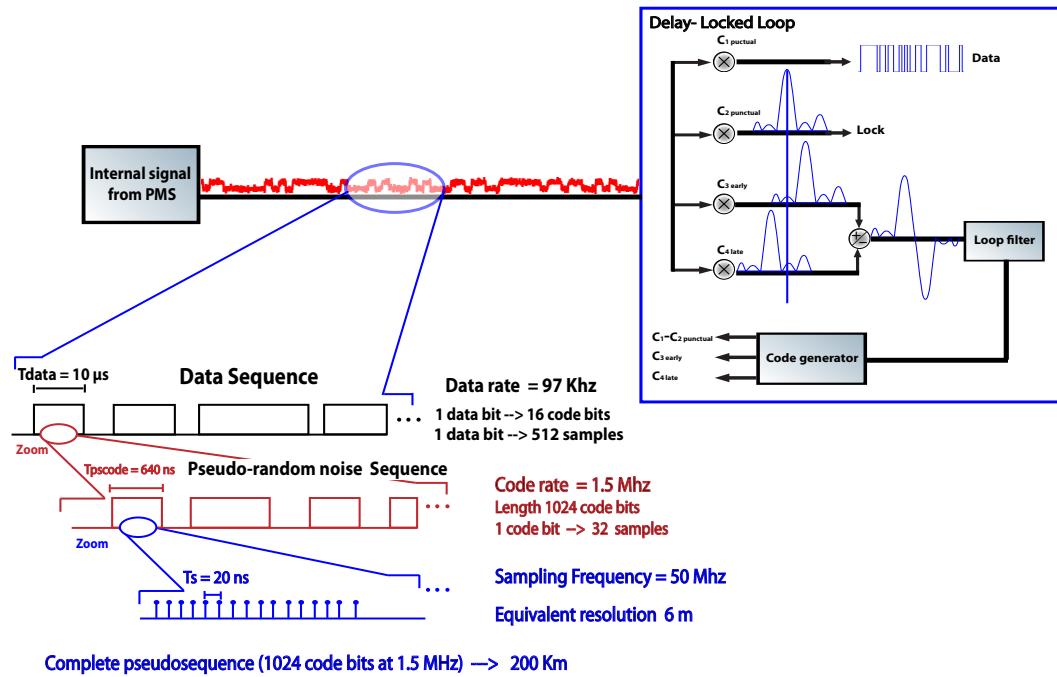 Delay- Locked Loop
C1 puctual
Data
C2 punctual
Lock
Internal signal
from PMS
C3 early
+
−
Loop filter
C4 late
C1−C2 punctual
C3 early
C4 late
Code generator
Tdata = 10 µs
Data Sequence
Data rate = 97 Khz
1 data bit --> 16 code bits
1 data bit --> 512 samples
Zoom
Tpscode = 640 ns
Pseudo-random noise Sequence
Code rate = 1.5 Mhz
Length 1024 code bits
1 code bit --> 32 samples
Zoom
Ts = 20 ns
Sampling Frequency = 50 Mhz
Equivalent resolution 6 m
Complete pseudosequence (1024 code bits at 1.5 MHz) ---> 200 Km